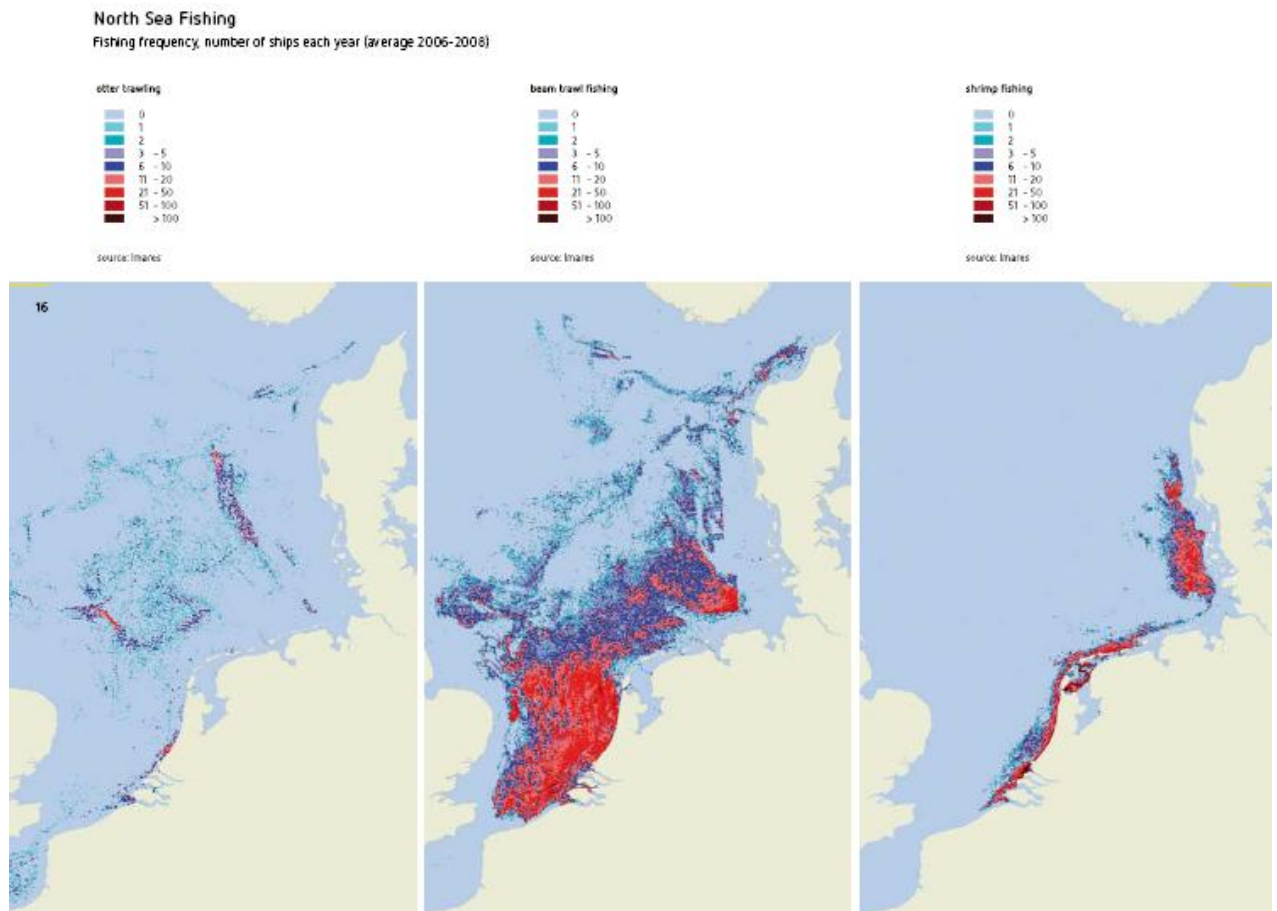 North Sea Fishing
Fishing frequency, number of ships each year (average 2006-2008)
otter trawling
0
1
2
3 - 5
6 - 10
11 - 20
21 - 50
51 - 100
> 100
source: Imares
beam trawl fishing
0
1
2
3 - 5
6 - 10
11 - 20
21 - 50
51 - 100
> 100
source: Imares
shrimp fishing
0
1
2
3 - 5
6 - 10
11 - 20
21 - 50
51 - 100
> 100
source: Imares
16